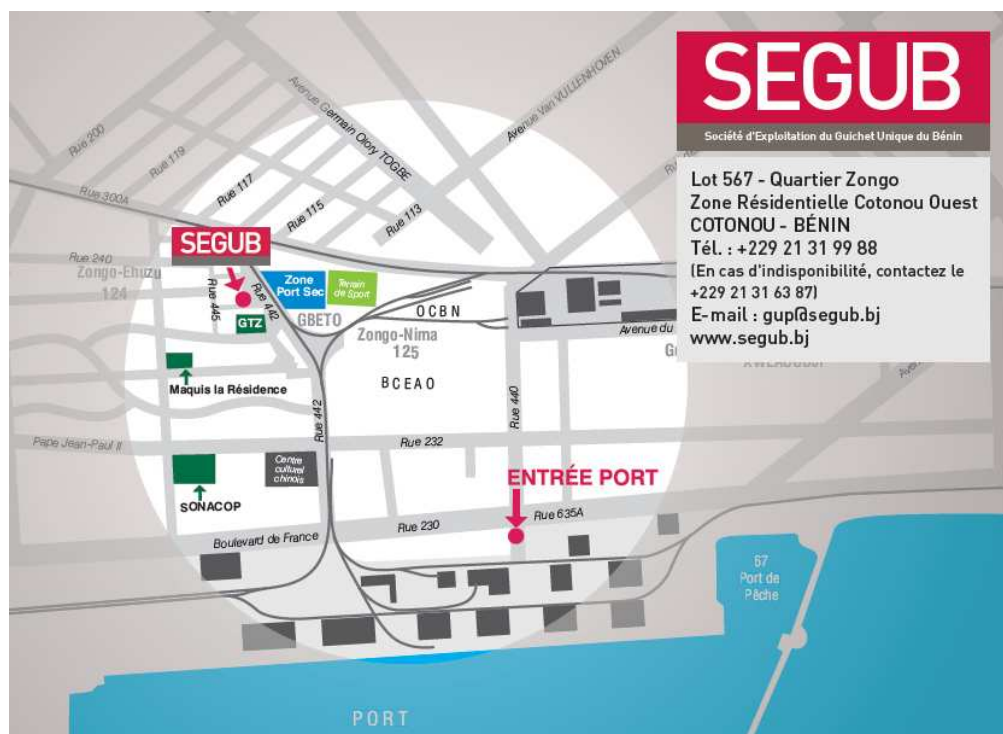 SEGUB
Société d'Exploitation du Guichet Unique du Bénin
Lot 567 - Quartier Zongo
Zone Résidentielle Cotonou Ouest
COTONOU - BÉNIN
Tél. : +229 21 31 99 88
(En cas d'indisponibilité, contactez le
+229 21 31 63 87)
E-mail : gup@segub.bj
www.segub.bj
Avenue Germain Olory TOGBE
Avenue Van VULLENHOVEN
Rue 200
Rue 119
Rue 117
Rue 300A
Rue 115
Rue 113
SEGUB
Rue 240
Zongo-Ehuzu
124
Rue 445
Rue 442
Zone
Port Sec
Terrain
de Sport
GTZ
GBETO
OCBN
Zongo-Nima
125
Avenue du
BCEAO
Maquis la Résidence
Rue 442
Rue 440
Pape Jean-Paul II
Rue 232
Centre
culturel
chinois
SONACOP
ENTRÉE PORT
Rue 635A
Rue 230
Boulevard de France
67
Port de
Pêche
PORT